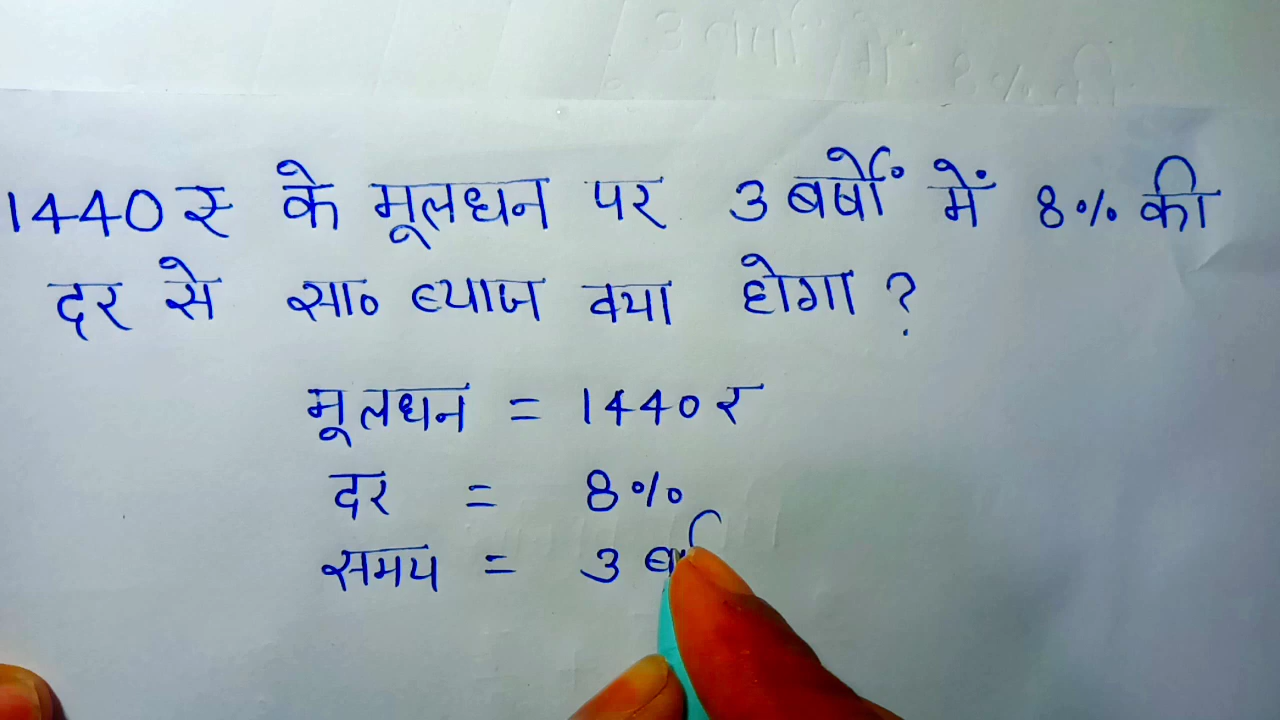 1440 रु के मूलधन पर 3 बर्षों में 8% की
दर से सा० ब्याज क्या होगा ?
मूलधन = 1440 र
दर = 8%
समय = 3